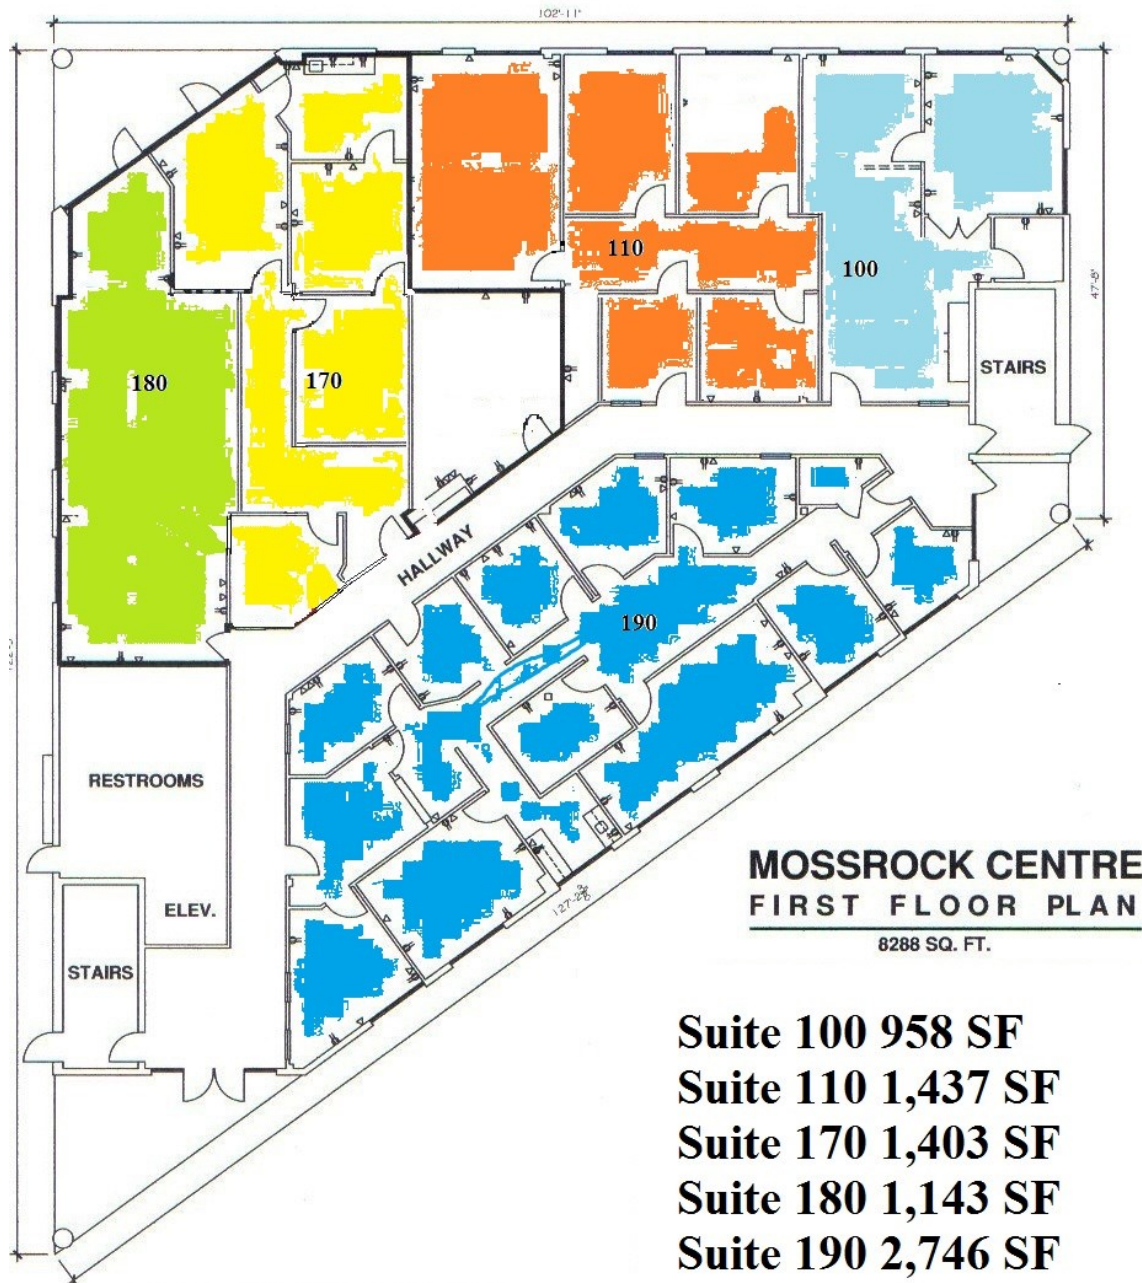 102'-11"
110
100
47'-8"
STAIRS
180
170
HALLWAY
190
RESTROOMS
MOSSROCK CENTRE
FIRST FLOOR PLAN
ELEV.
8288 SQ. FT.
STAIRS
Suite 100 958 SF
Suite 110 1,437 SF
Suite 170 1,403 SF
Suite 180 1,143 SF
Suite 190 2,746 SF